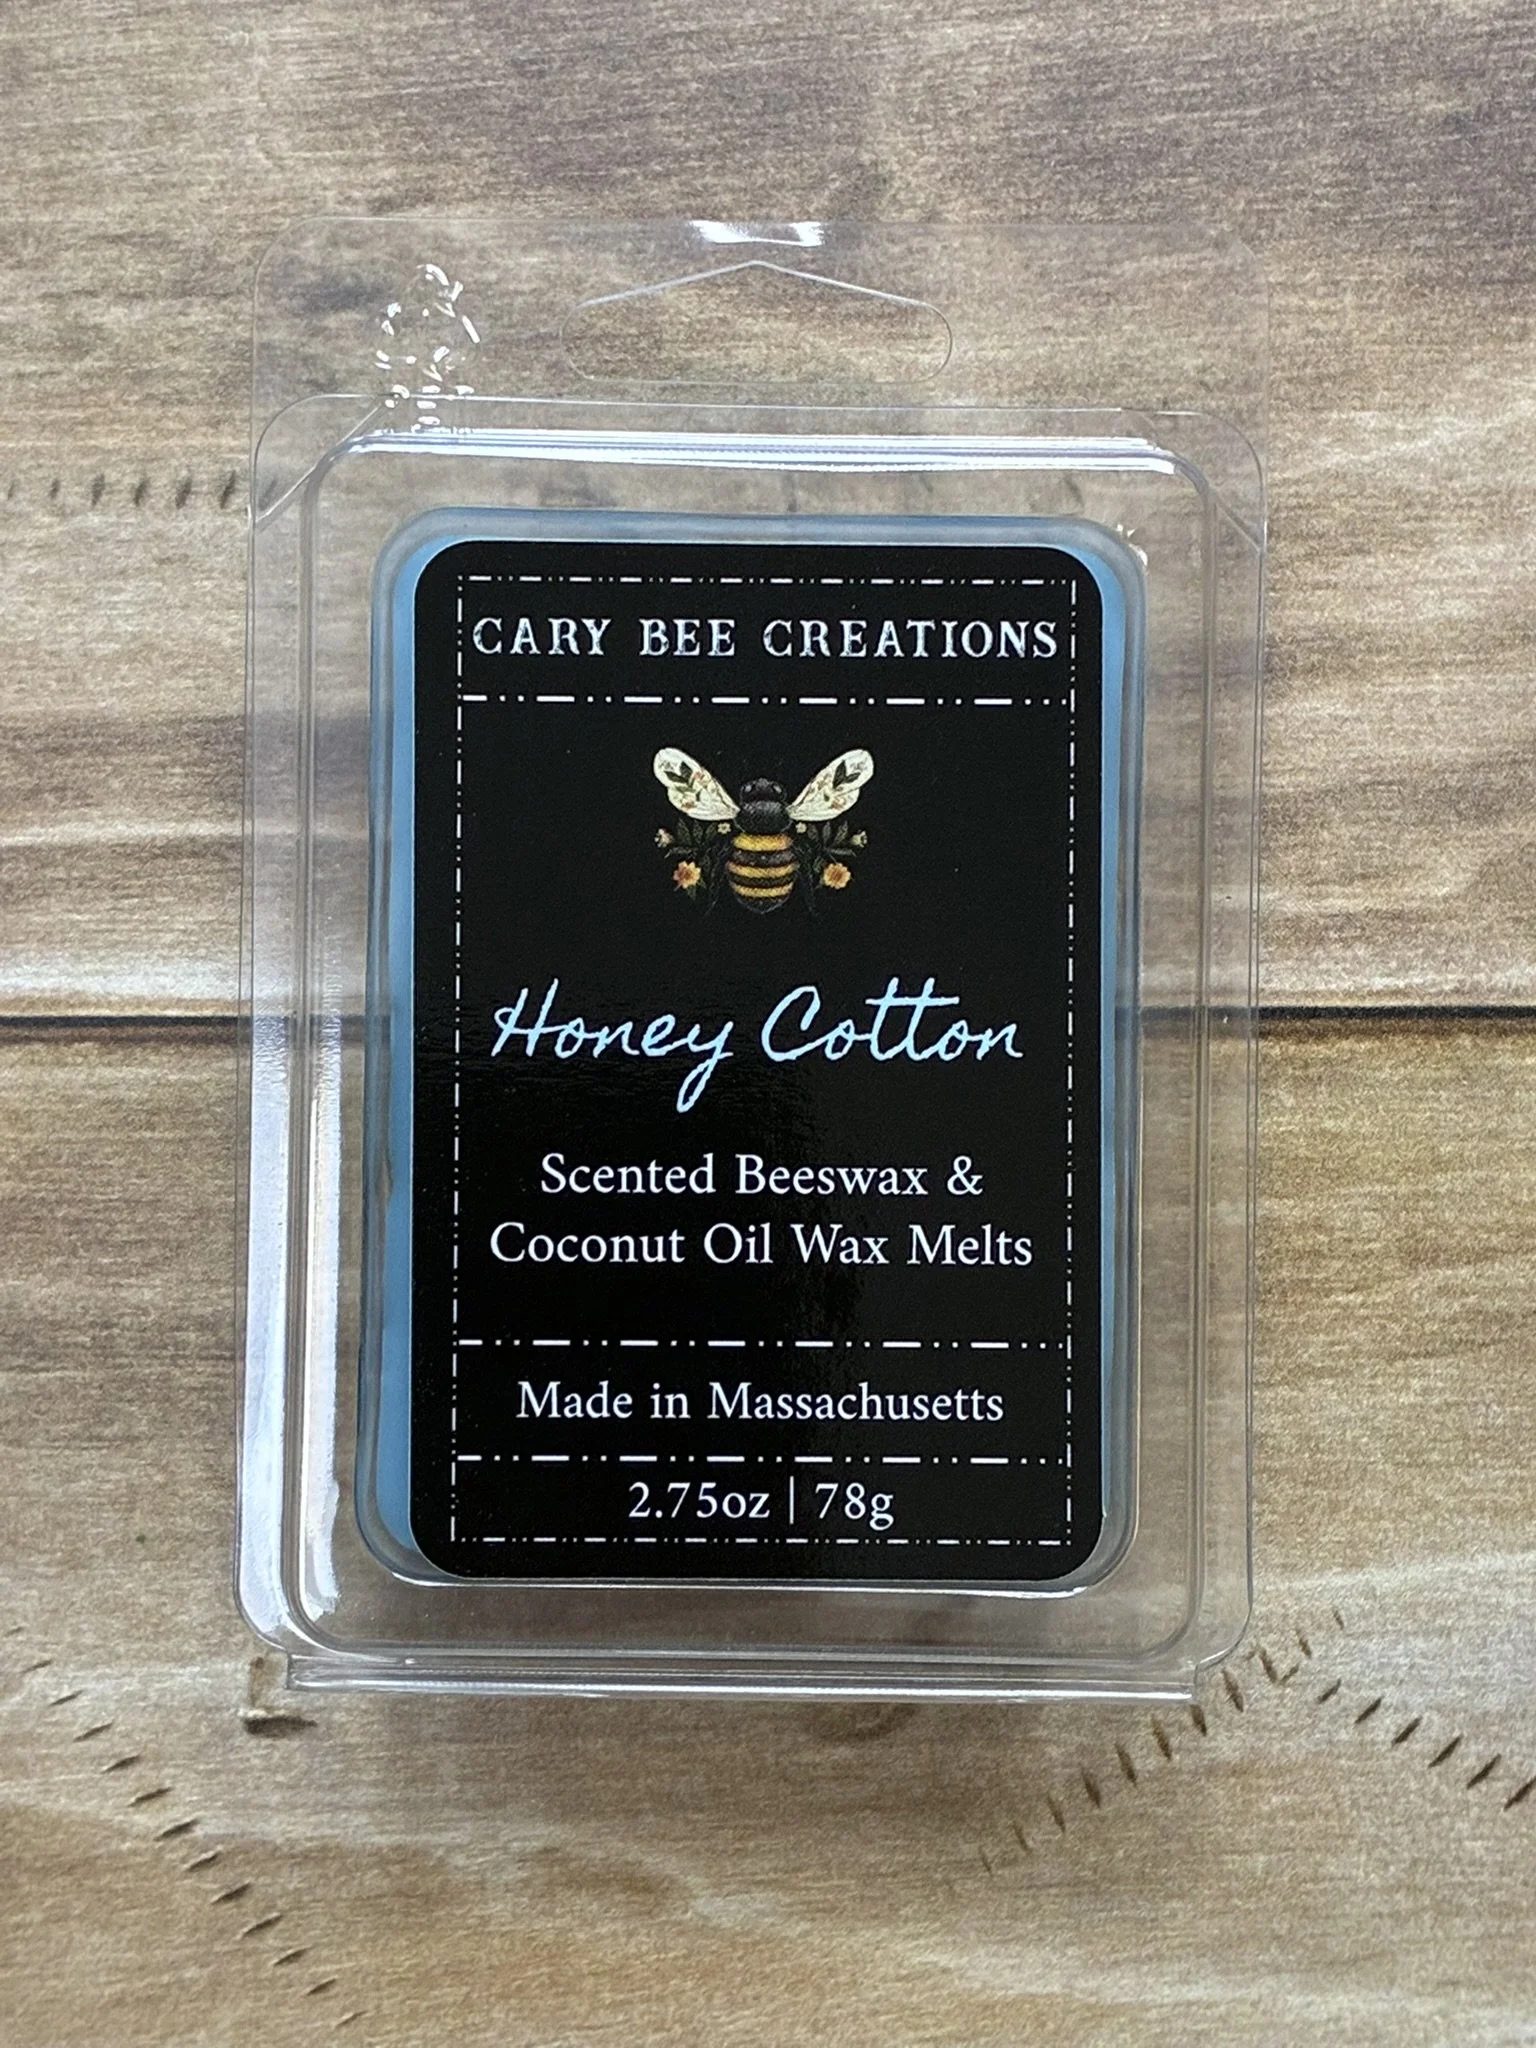 CARY BEE CREATIONS
Honey Cotton
Scented Beeswax &
Coconut Oil Wax Melts
Made in Massachusetts
2.75oz | 78g